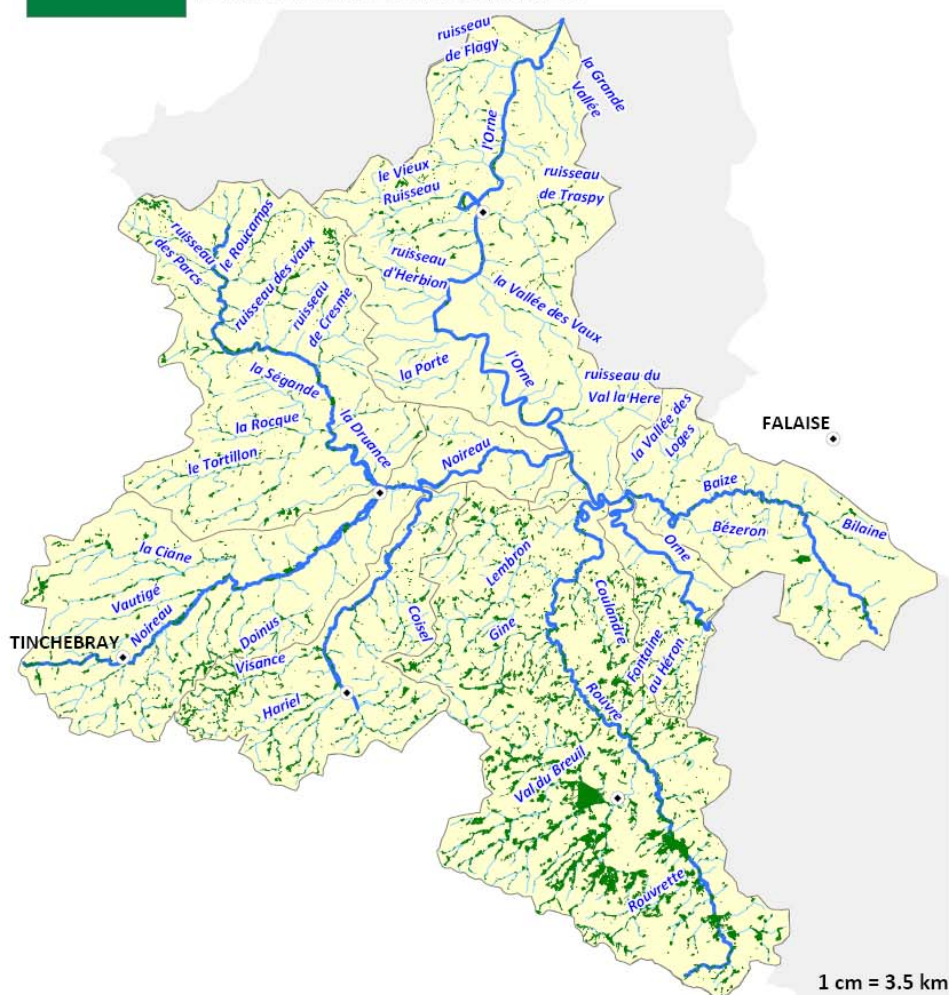 ruisseau
de Flagy
la Grande
Vallée
l'Orne
le Vieux
Ruisseau
ruisseau
de Traspy
ruisseau
des Parcs
le Roucamps
ruisseau des vaux
ruisseau
de Cresme
ruisseau
d'Herbion
la Vallée des Vaux
la Porte
l'Orne
ruisseau du
Val la Here
la Ségande
la Rocque
la Druance
le Tortillon
Noireau
la Vallée des
Loges
FALAISE
Baize
Bézeron
Bilaine
Orne
la Ciane
Vautigé
Noireau
TINCHEBRAY
Doinus
Visance
Hariel
Coisel
Lembron
Gine
Coulandre
Fontaine
au Héron
Rouvre
Val du Breuil
Rouvrette
1 cm = 3.5 km